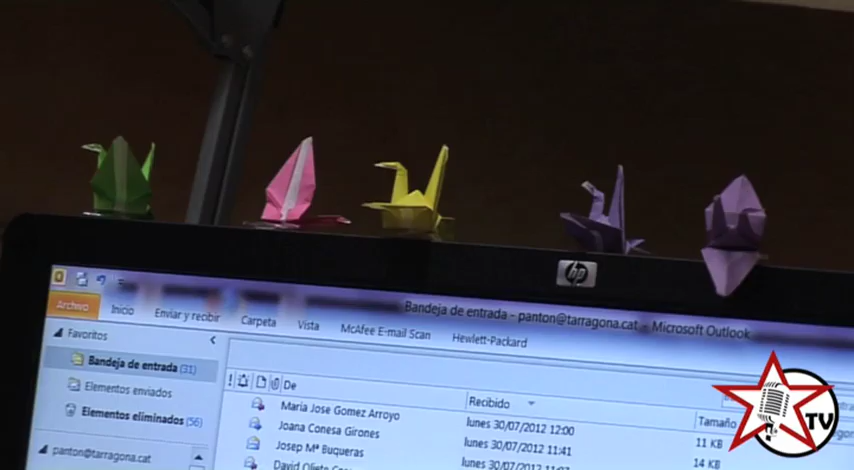 hp
Bandeja de entrada - panton@tarragona.cat - Microsoft Outlook
Archivo Inicio Enviar y recibir Carpeta Vista McAfee E-mail Scan Hewlett-Packard
Favoritos
Bandeja de entrada (31)
Elementos enviados
Elementos eliminados (56)
panton@tarragona.cat
De Recibido Tamaño
Maria Jose Gomez Arroyo lunes 30/07/2012 12:00 11 KB
Joana Conesa Girones lunes 30/07/2012 11:41 14 KB
Josep Mª Buqueras
David
TV